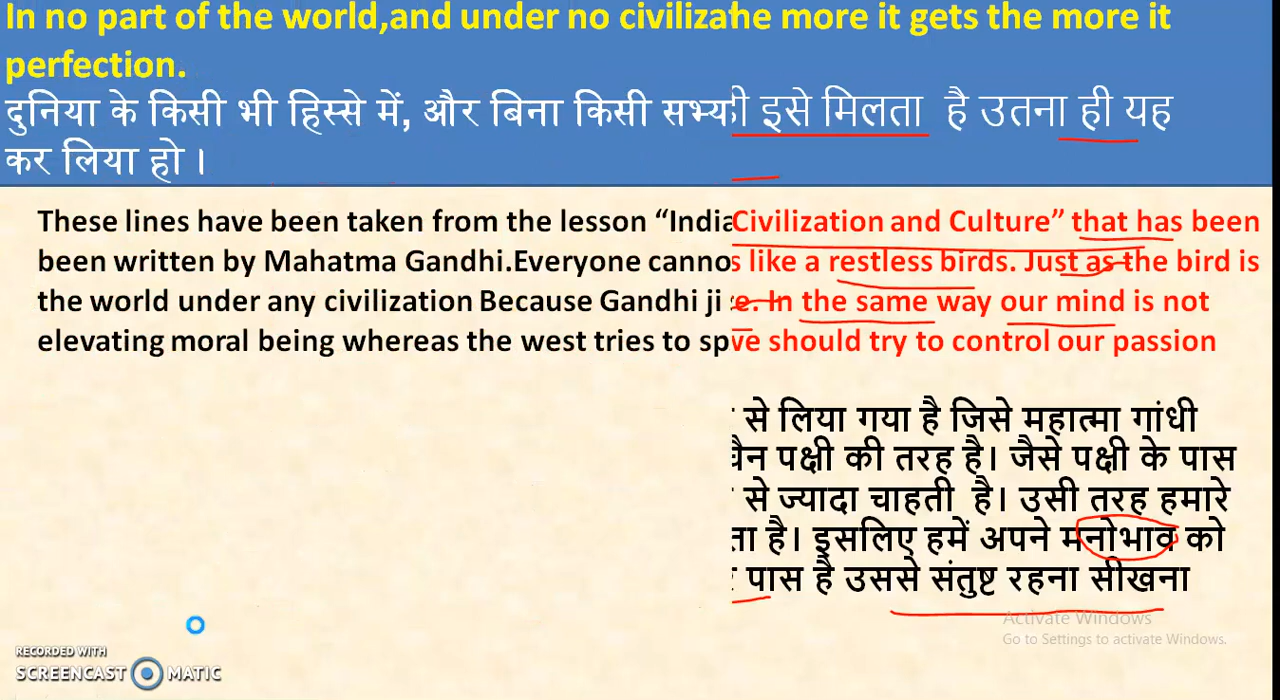 In no part of the world,and under no civilizahe more it gets the more it
perfection.
दुनिया के किसी भी हिस्से में, और बिना किसी सभ्य ी इसे मिलता है उतना ही यह
कर लिया हो ।
These lines have been taken from the lesson “India Civilization and Culture” that has been
been written by Mahatma Gandhi.Everyone canno s like a restless birds. Just as the bird is
the world under any civilization Because Gandhi ji e. In the same way our mind is not
elevating moral being whereas the west tries to sp ve should try to control our passion
से लिया गया है जिसे महात्मा गांधी
चैन पक्षी की तरह है। जैसे पक्षी के पास
से ज्यादा चाहती है। उसी तरह हमारे
ता है। इसलिए हमें अपने मनोभाव को
पास है उससे संतुष्ट रहना सीखना
Activate Windows
Go to Settings to activate Windows.
RECORDED WITH
SCREENCAST MATIC